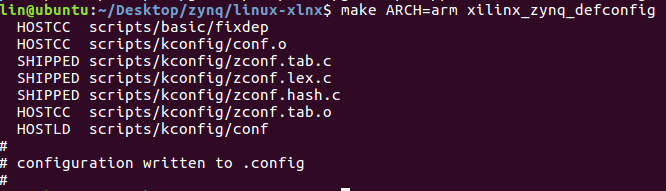 lin@ubuntu:~/Desktop/zynq/linux-xlnx$ make ARCH=arm xilinx_zynq_defconfig
  HOSTCC  scripts/basic/fixdep
  HOSTCC  scripts/kconfig/conf.o
  SHIPPED scripts/kconfig/zconf.tab.c
  SHIPPED scripts/kconfig/zconf.lex.c
  SHIPPED scripts/kconfig/zconf.hash.c
  HOSTCC  scripts/kconfig/zconf.tab.o
  HOSTLD  scripts/kconfig/conf
#
# configuration written to .config
#